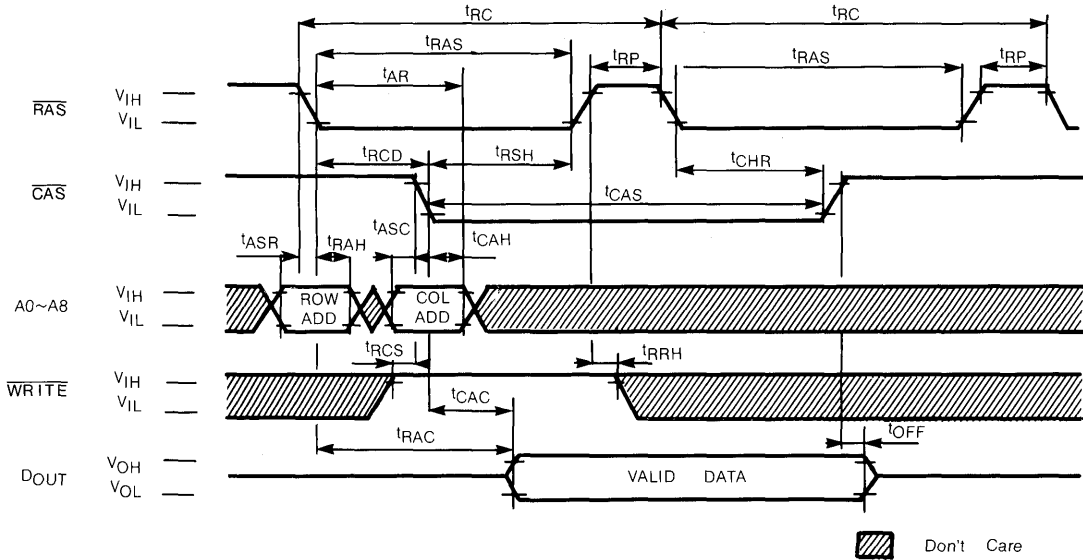 tRC tRC
tRAS tRAS
tRP tRP
tAR
RAS VIH
VIL
tRCD tRSH tCHR
CAS VIH
VIL
tCAS
tASC tCAH
tASR tRAH
A0~A8 VIH
VIL
ROW
ADD
COL
ADD
tRCS tRRH
WRITE VIH
VIL
tCAC
tRAC tOFF
DOUT VOH
VOL
VALID DATA
Don't Care